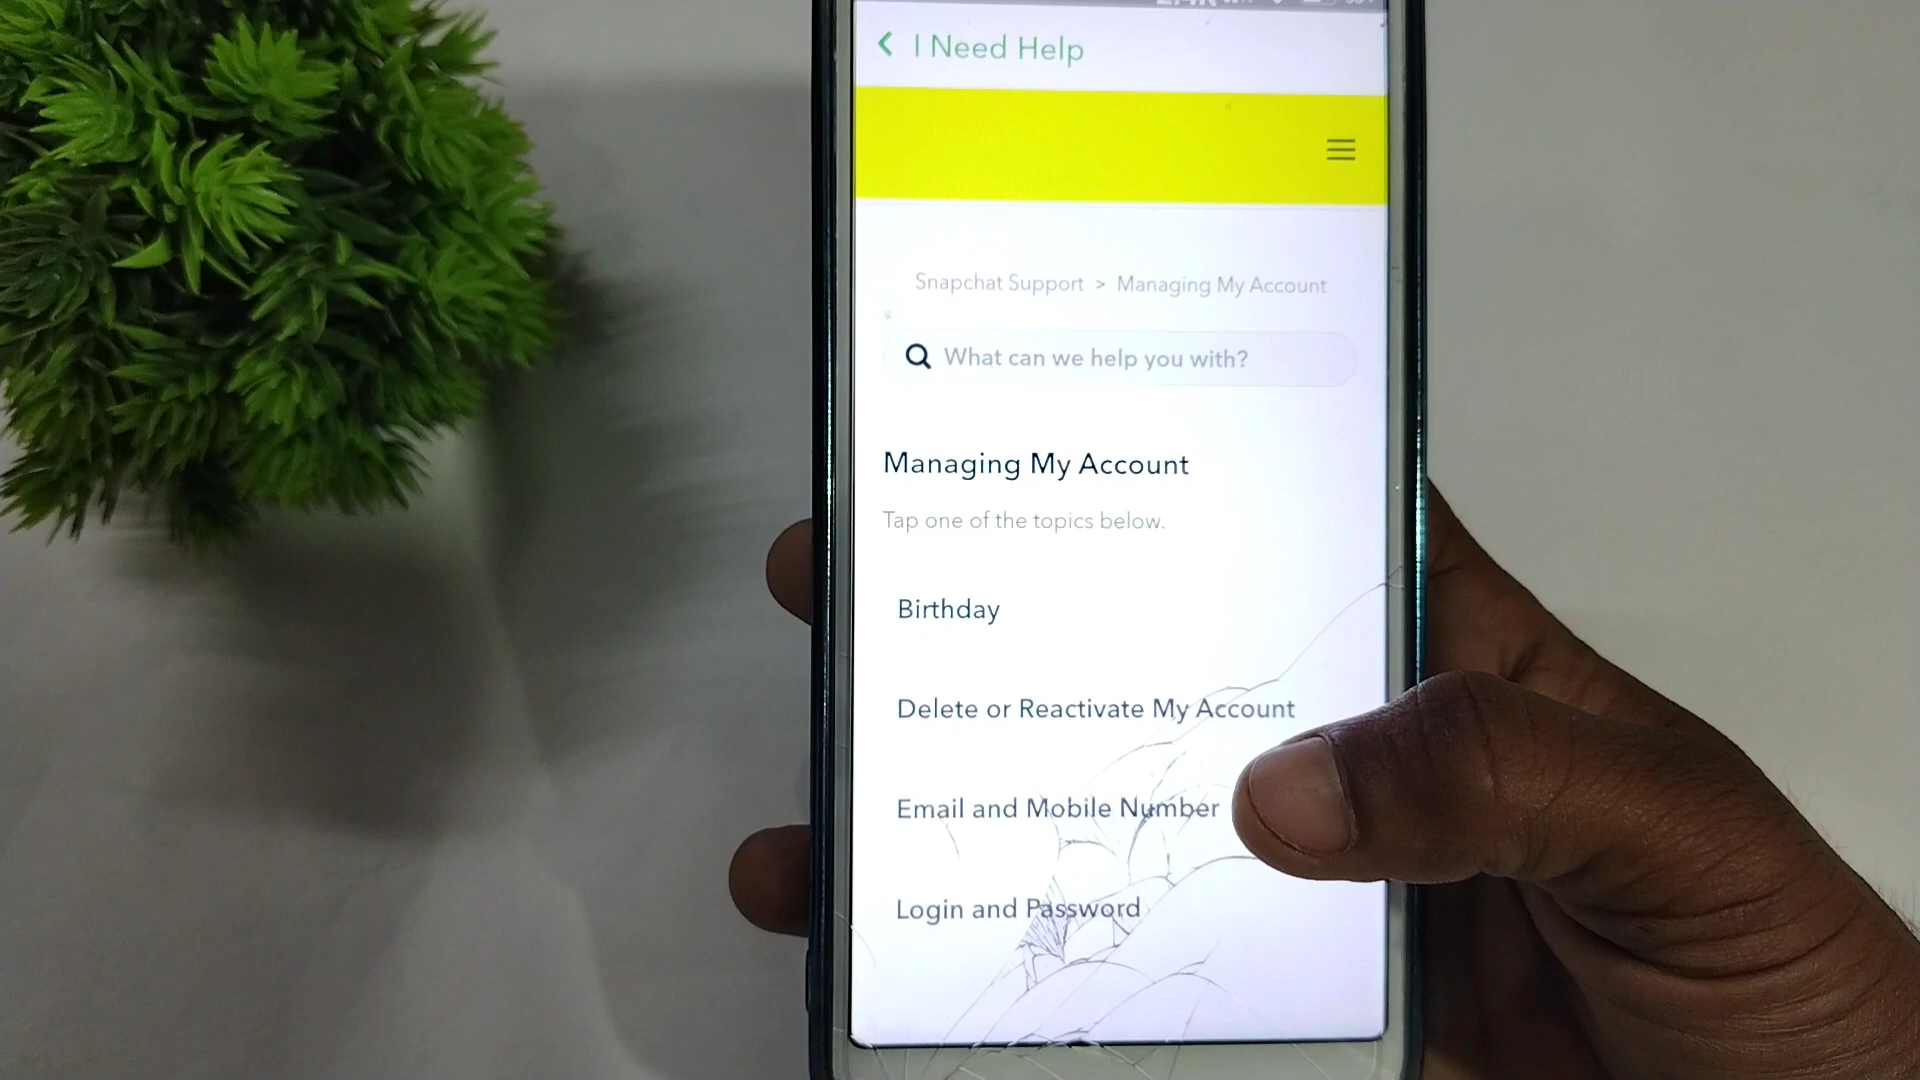 I Need Help
Snapchat Support > Managing My Account
What can we help you with?
Managing My Account
Tap one of the topics below.
Birthday
Delete or Reactivate My Account
Email and Mobile Number
Login and Password